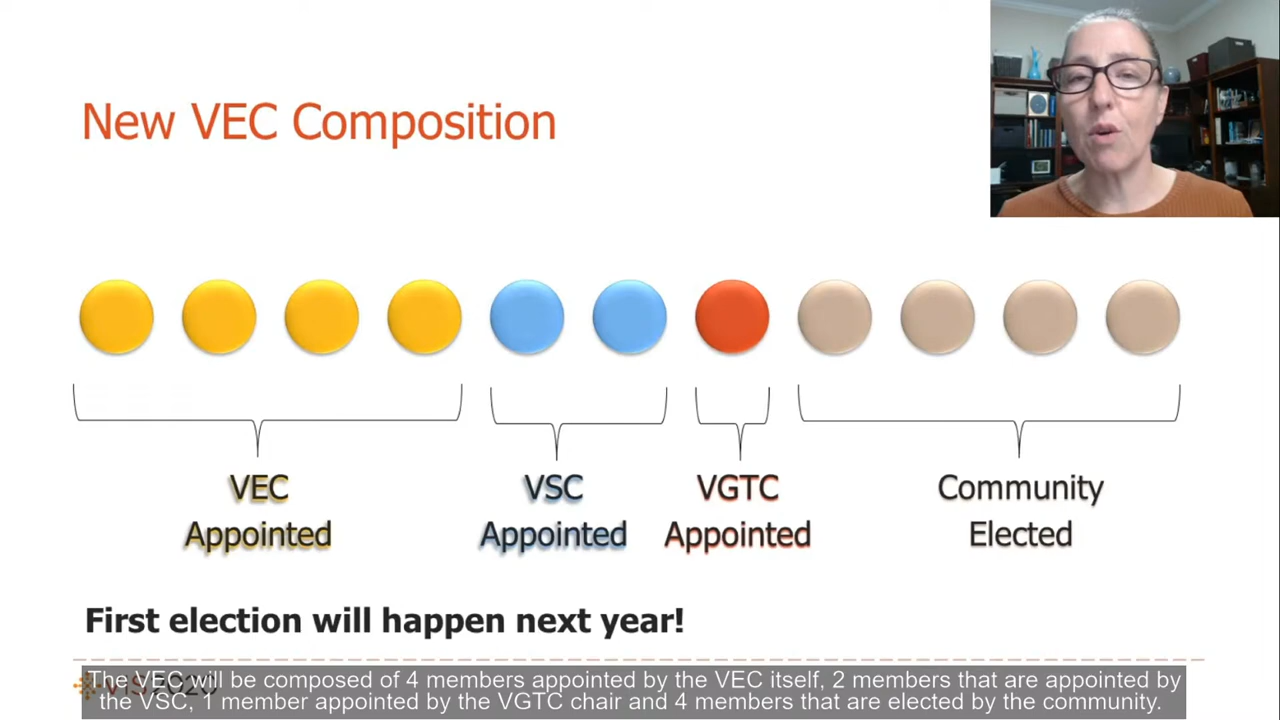 New VEC Composition
VEC
Appointed
VSC
Appointed
VGTC
Appointed
Community
Elected
First election will happen next year!
The VEC will be composed of 4 members appointed by the VEC itself, 2 members that are appointed by
the VSC, 1 member appointed by the VGTC chair and 4 members that are elected by the community.